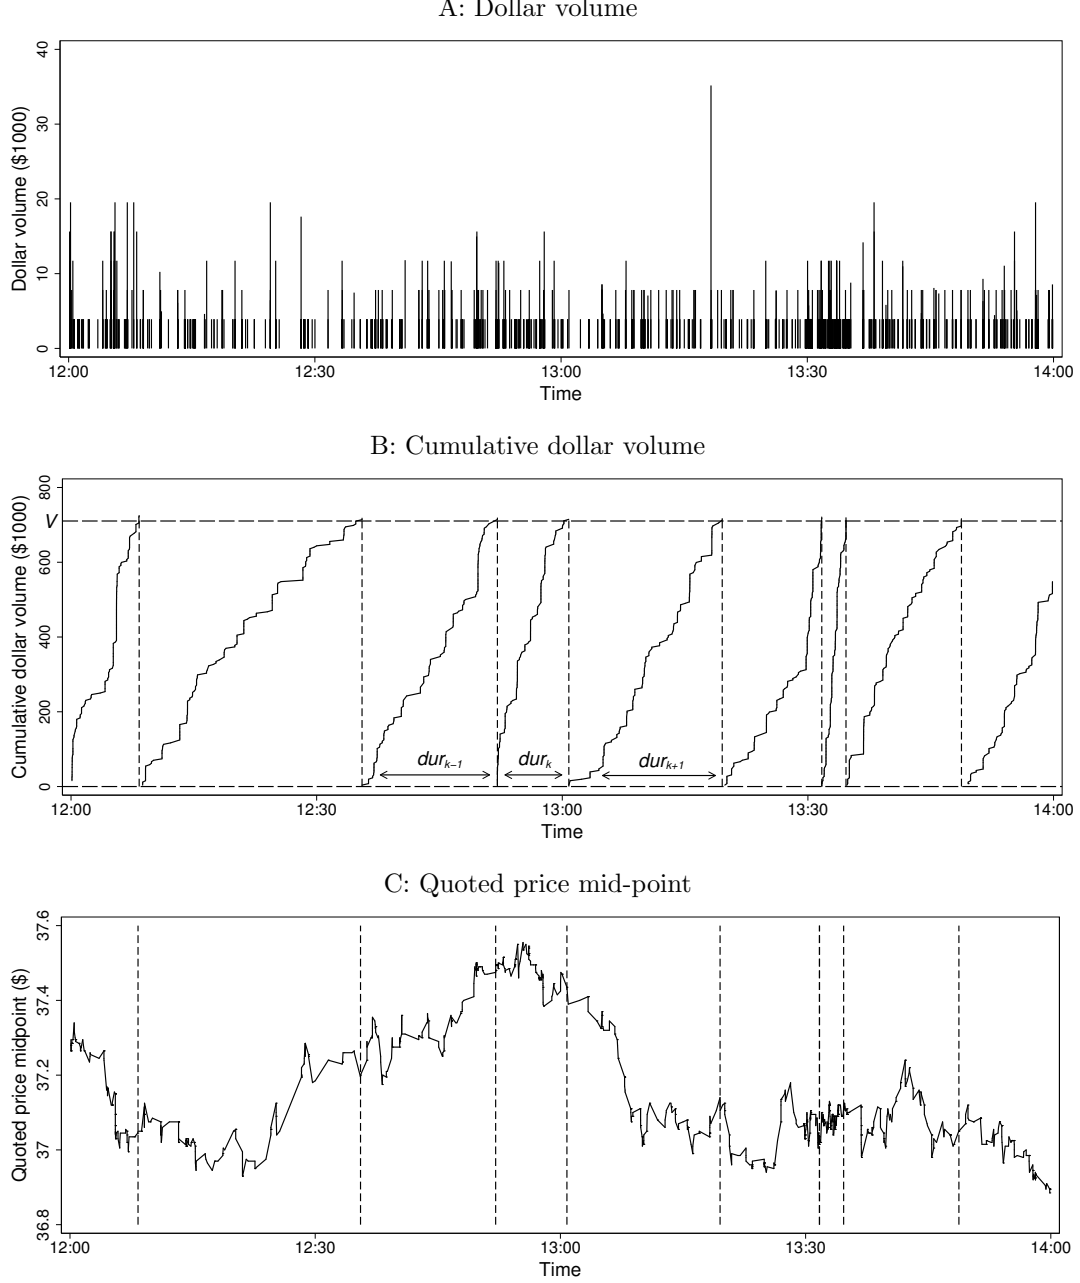 A: Dollar volume
40
30
20
10
0
Dollar volume ($1000)
12:00 12:30 13:00 13:30 14:00
Time
B: Cumulative dollar volume
800
V
600
400
200
0
Cumulative dollar volume ($1000)
dur k−1 dur k dur k+1
12:00 12:30 13:00 13:30 14:00
Time
C: Quoted price mid-point
37.6
37.4
37.2
37
36.8
Quoted price midpoint ($)
12:00 12:30 13:00 13:30 14:00
Time